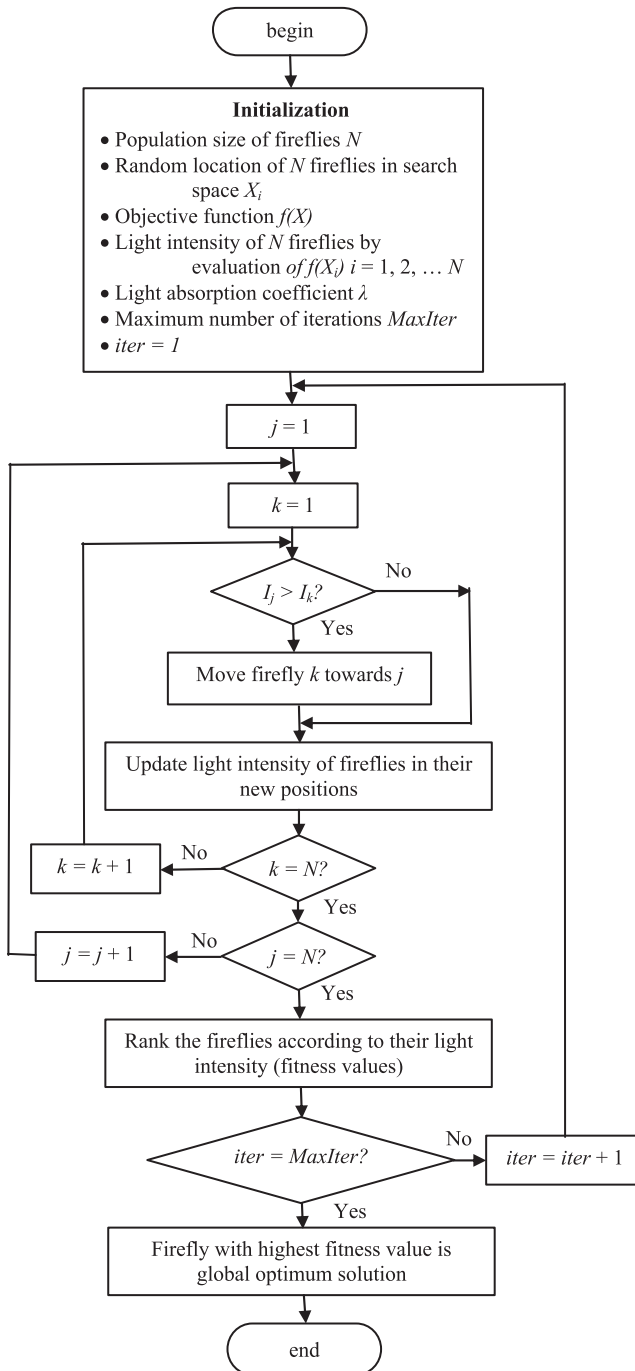 begin
Initialization
• Population size of fireflies N
• Random location of N fireflies in search
space Xi
• Objective function f(X)
• Light intensity of N fireflies by
evaluation of f(Xi) i = 1, 2, … N
• Light absorption coefficient λ
• Maximum number of iterations MaxIter
• iter = 1
j = 1
k = 1
Ij > Ik?
No
Yes
Move firefly k towards j
Update light intensity of fireflies in their
new positions
k = N?
No
k = k + 1
Yes
j = N?
No
j = j + 1
Yes
Rank the fireflies according to their light
intensity (fitness values)
iter = MaxIter?
No
iter = iter + 1
Yes
Firefly with highest fitness value is
global optimum solution
end